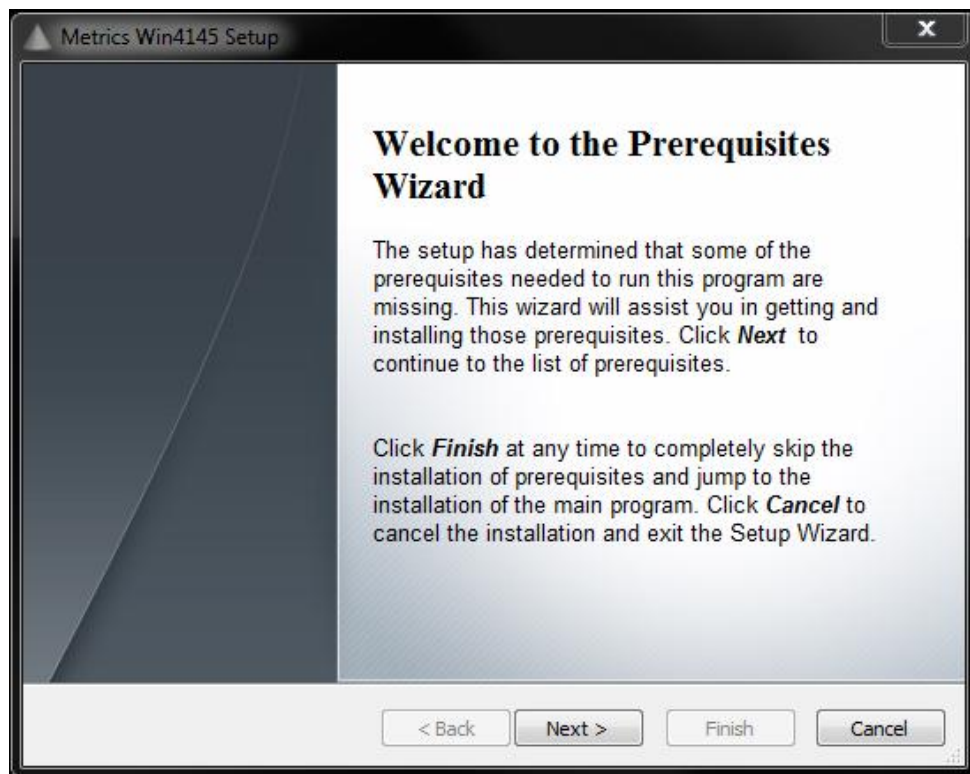 Metrics Win4145 Setup
x
Welcome to the Prerequisites
Wizard
The setup has determined that some of the
prerequisites needed to run this program are
missing. This wizard will assist you in getting and
installing those prerequisites. Click Next to
continue to the list of prerequisites.
Click Finish at any time to completely skip the
installation of prerequisites and jump to the
installation of the main program. Click Cancel to
cancel the installation and exit the Setup Wizard.
< Back Next > Finish Cancel